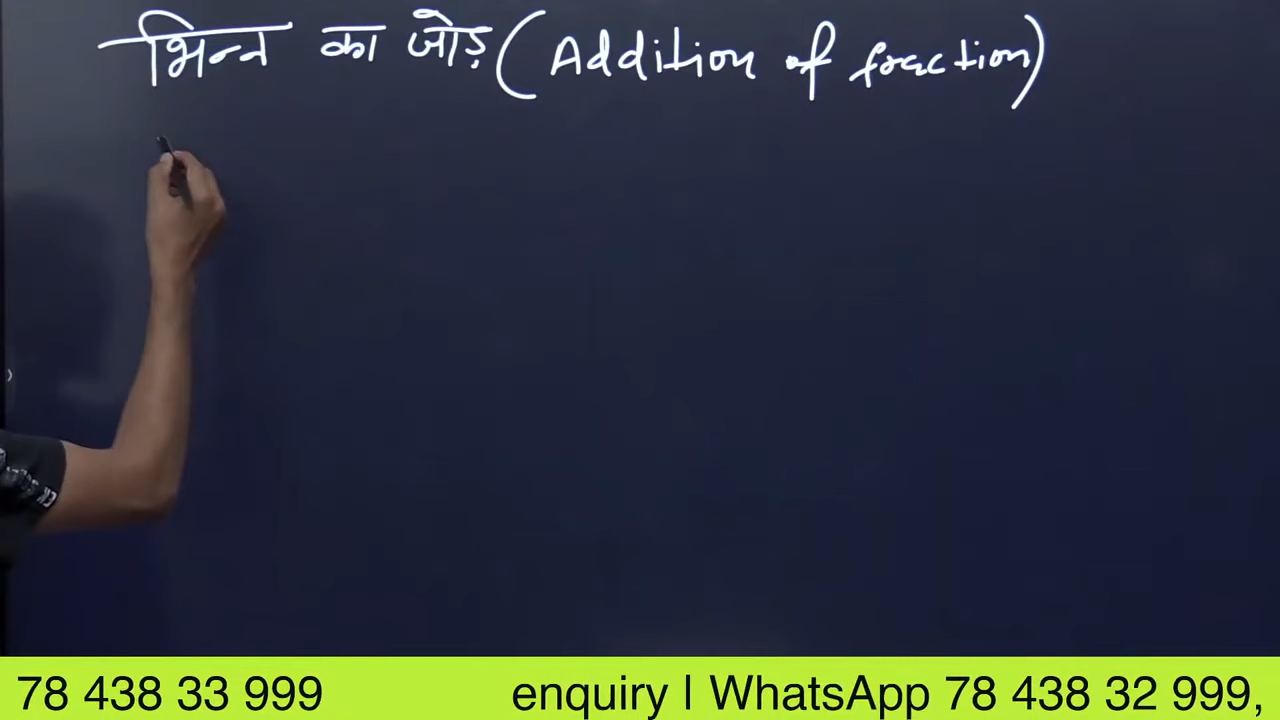 भिन्न का जोड़ (Addition of fraction)
78 438 33 999 enquiry I WhatsApp 78 438 32 999,